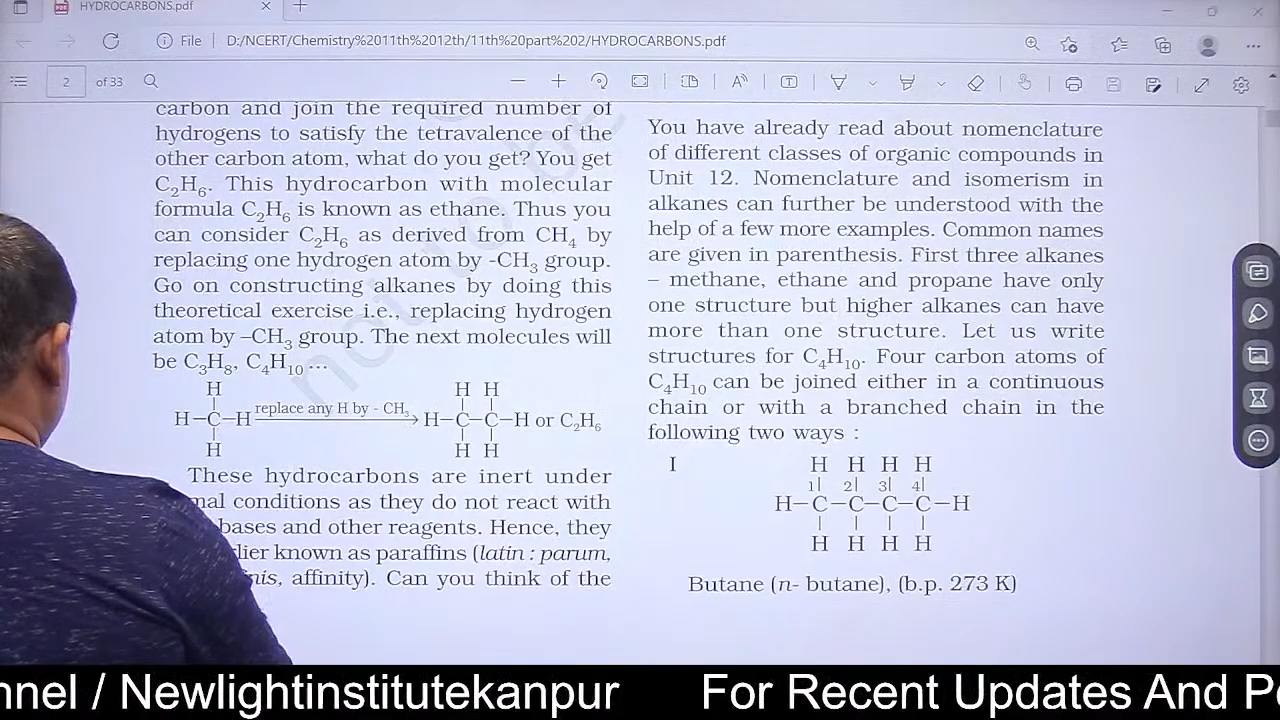 HYDROCARBONS.pdf
File | D:/NCERT/Chemistry%2011th%2012th/11th%20part%202/HYDROCARBONS.pdf
2 of 33
carbon and join the required number of
hydrogens to satisfy the tetravalence of the
other carbon atom, what do you get? You get
C₂H₆. This hydrocarbon with molecular
formula C₂H₆ is known as ethane. Thus you
can consider C₂H₆ as derived from CH₄ by
replacing one hydrogen atom by -CH₃ group.
Go on constructing alkanes by doing this
theoretical exercise i.e., replacing hydrogen
atom by –CH₃ group. The next molecules will
be C₃H₈, C₄H₁₀ ...
H H H
H–C–H replace any H by - CH₃ H–C–C–H or C₂H₆
H H H
These hydrocarbons are inert under
conditions as they do not react with
bases and other reagents. Hence, they
known as paraffins (latin : parum,
affinity). Can you think of the
You have already read about nomenclature
of different classes of organic compounds in
Unit 12. Nomenclature and isomerism in
alkanes can further be understood with the
help of a few more examples. Common names
are given in parenthesis. First three alkanes
– methane, ethane and propane have only
one structure but higher alkanes can have
more than one structure. Let us write
structures for C₄H₁₀. Four carbon atoms of
C₄H₁₀ can be joined either in a continuous
chain or with a branched chain in the
following two ways :
I H H H H
1 2 3 4
H–C–C–C–C–H
H H H H
Butane (n- butane), (b.p. 273 K)
not to be
/ Newlightinstitutekanpur For Recent Updates And